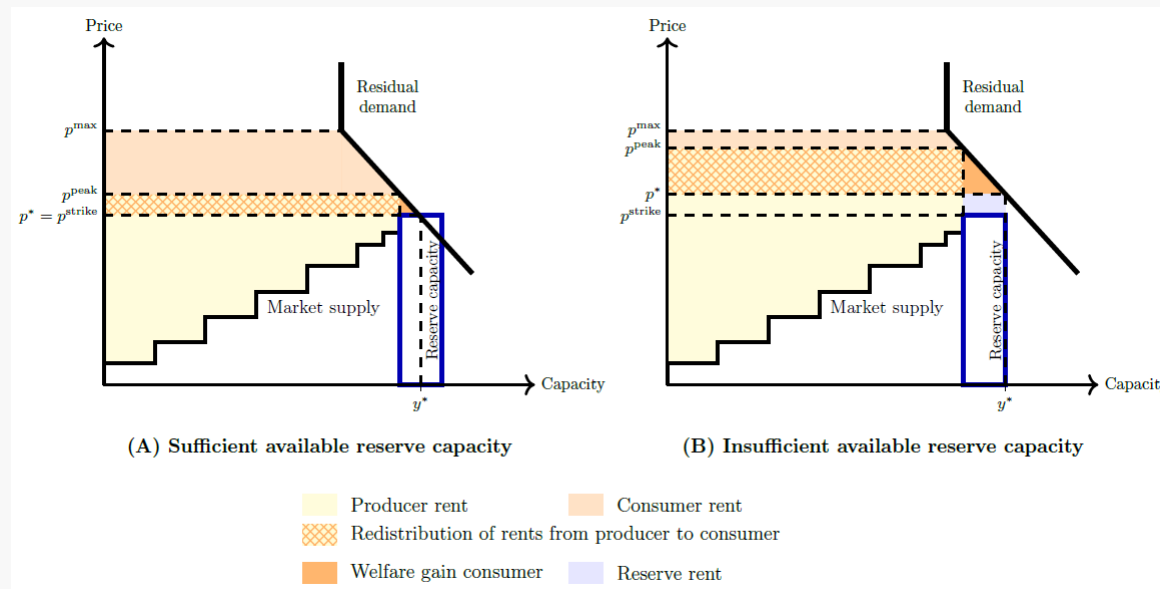 Price
Residual
demand
p^max
p^peak
p* = p^strike
Market supply
Reserve capacity
Capacity
y*
(A) Sufficient available reserve capacity
Price
Residual
demand
p^max
p^peak
p*
p^strike
Market supply
Reserve capacity
Capacit
y*
(B) Insufficient available reserve capacity
Producer rent
Consumer rent
Redistribution of rents from producer to consumer
Welfare gain consumer
Reserve rent